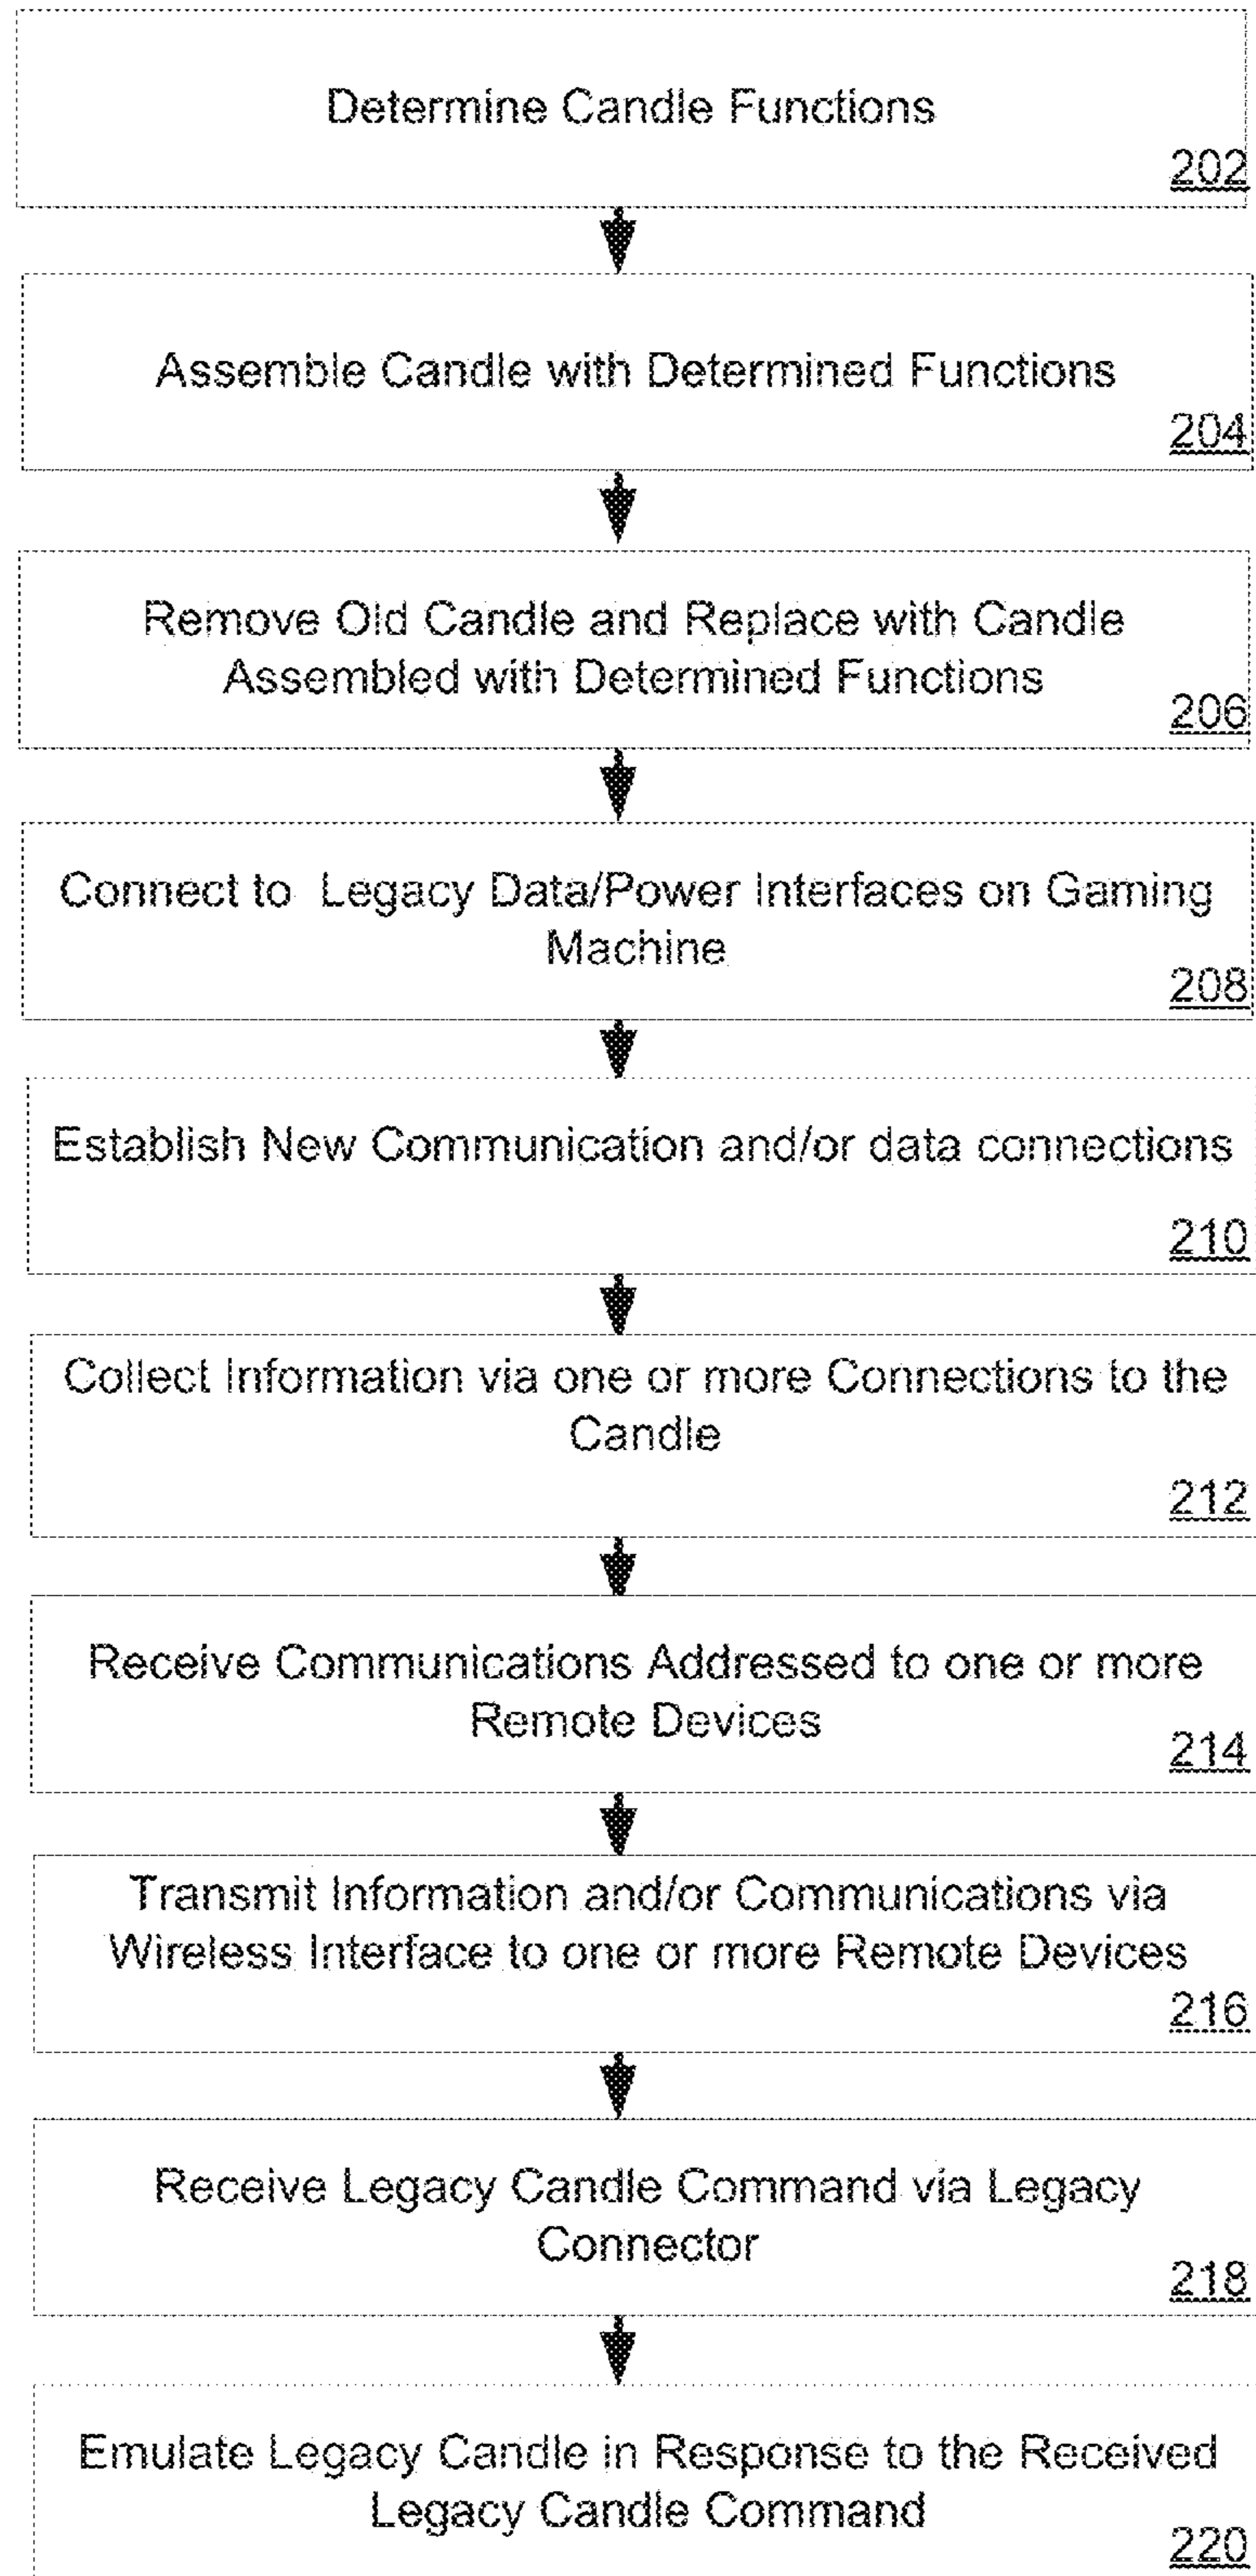 Determine Candle Functions
202
Assemble Candle with Determined Functions
204
Remove Old Candle and Replace with Candle
Assembled with Determined Functions
206
Connect to Legacy Data/Power Interfaces on Gaming
Machine
208
Establish New Communication and/or data connections
210
Collect Information via one or more Connections to the
Candle
212
Receive Communications Addressed to one or more
Remote Devices
214
Transmit Information and/or Communications via
Wireless Interface to one or more Remote Devices
216
Receive Legacy Candle Command via Legacy
Connector
218
Emulate Legacy Candle in Response to the Received
Legacy Candle Command
220